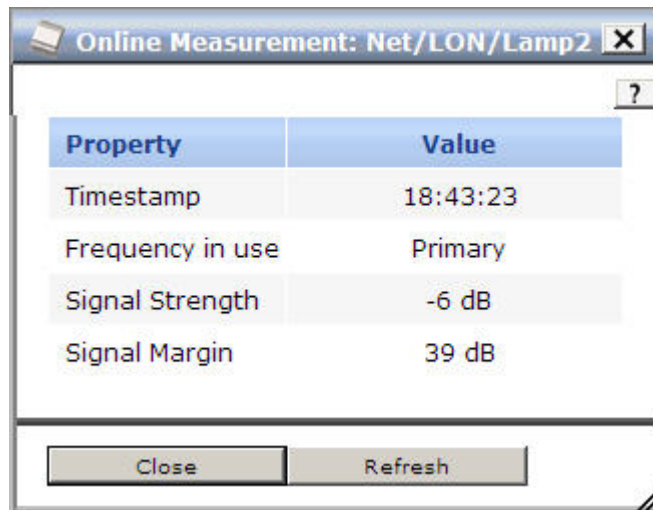 Online Measurement: Net/LON/Lamp2
?
Property Value
Timestamp 18:43:23
Frequency in use Primary
Signal Strength -6 dB
Signal Margin 39 dB
Close Refresh